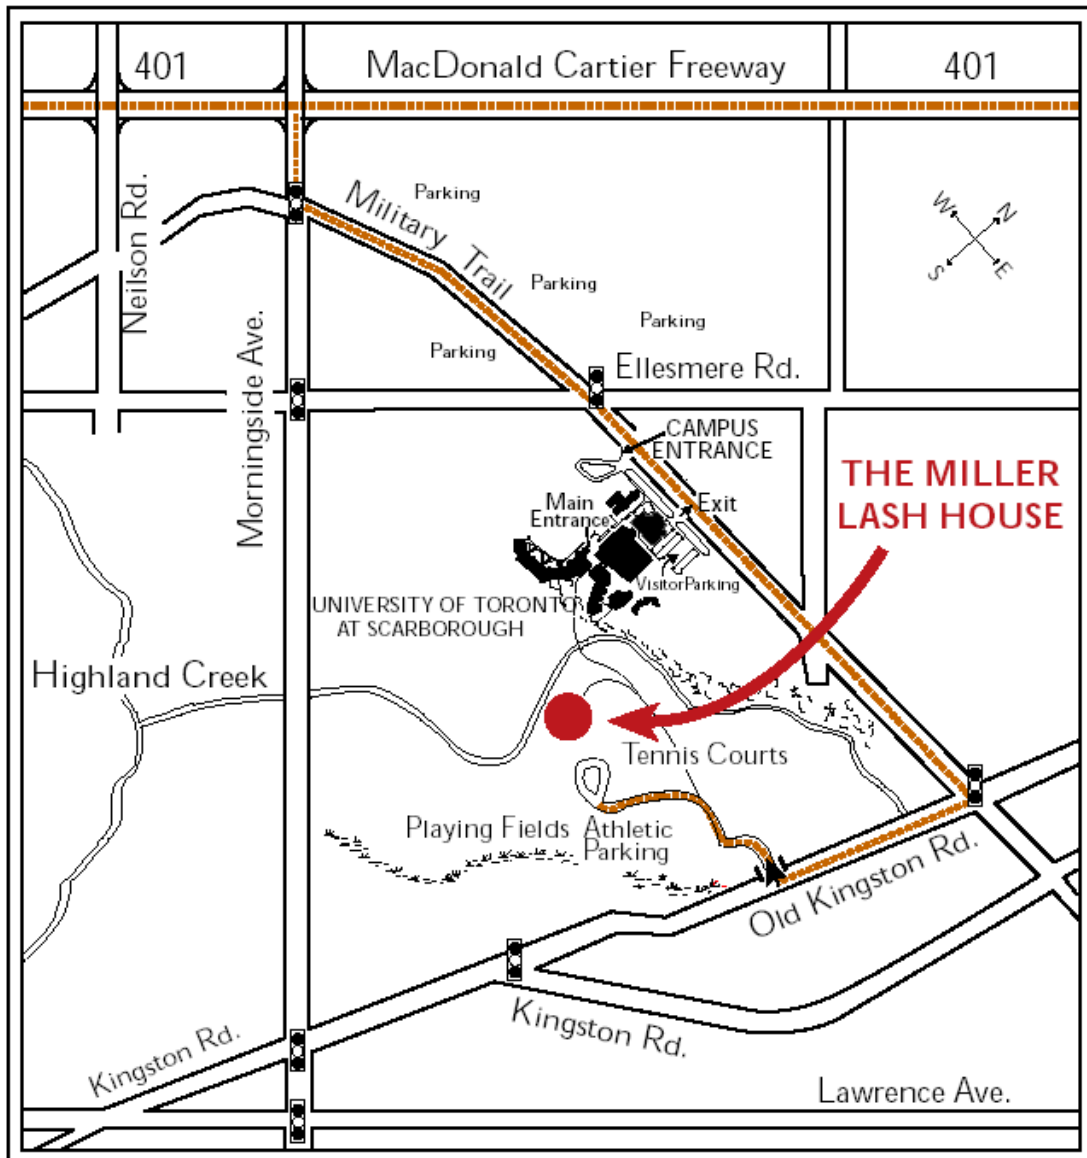 401
MacDonald Cartier Freeway
401
Neilson Rd.
Military Trail
Parking
W
N
S
E
Parking
Parking
Parking
Morningside Ave.
Ellesmere Rd.
CAMPUS
ENTRANCE
THE MILLER
LASH HOUSE
Main
Entrance
Exit
VisitorParking
UNIVERSITY OF TORONTO
AT SCARBOROUGH
Highland Creek
Tennis Courts
Playing Fields
Athletic
Parking
Old Kingston Rd.
Kingston Rd.
Kingston Rd.
Lawrence Ave.